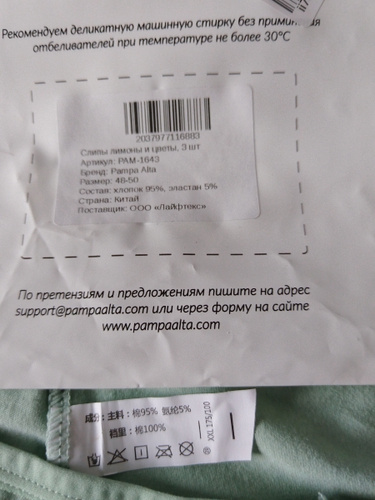 Рекомендуем деликатную машинную стирку без
отбеливателей при температуре не более 30°C
2037977116883
Слипы лимоны и цветы, 3 шт
Артикул: PAM-1643
Бренд: Pampa Alta
Размер: 48-50
Состав: хлопок 95%, эластан 5%
Страна: Китай
Поставщик: ООО «Лайфтекс»
По претензиям и предложениям пишите на адрес
support@pampaalta.com или через форму на сайте
www.pampaalta.com
成分: 主料: 棉95% 氨纶5%
裆里: 棉100%
XXL 175/100